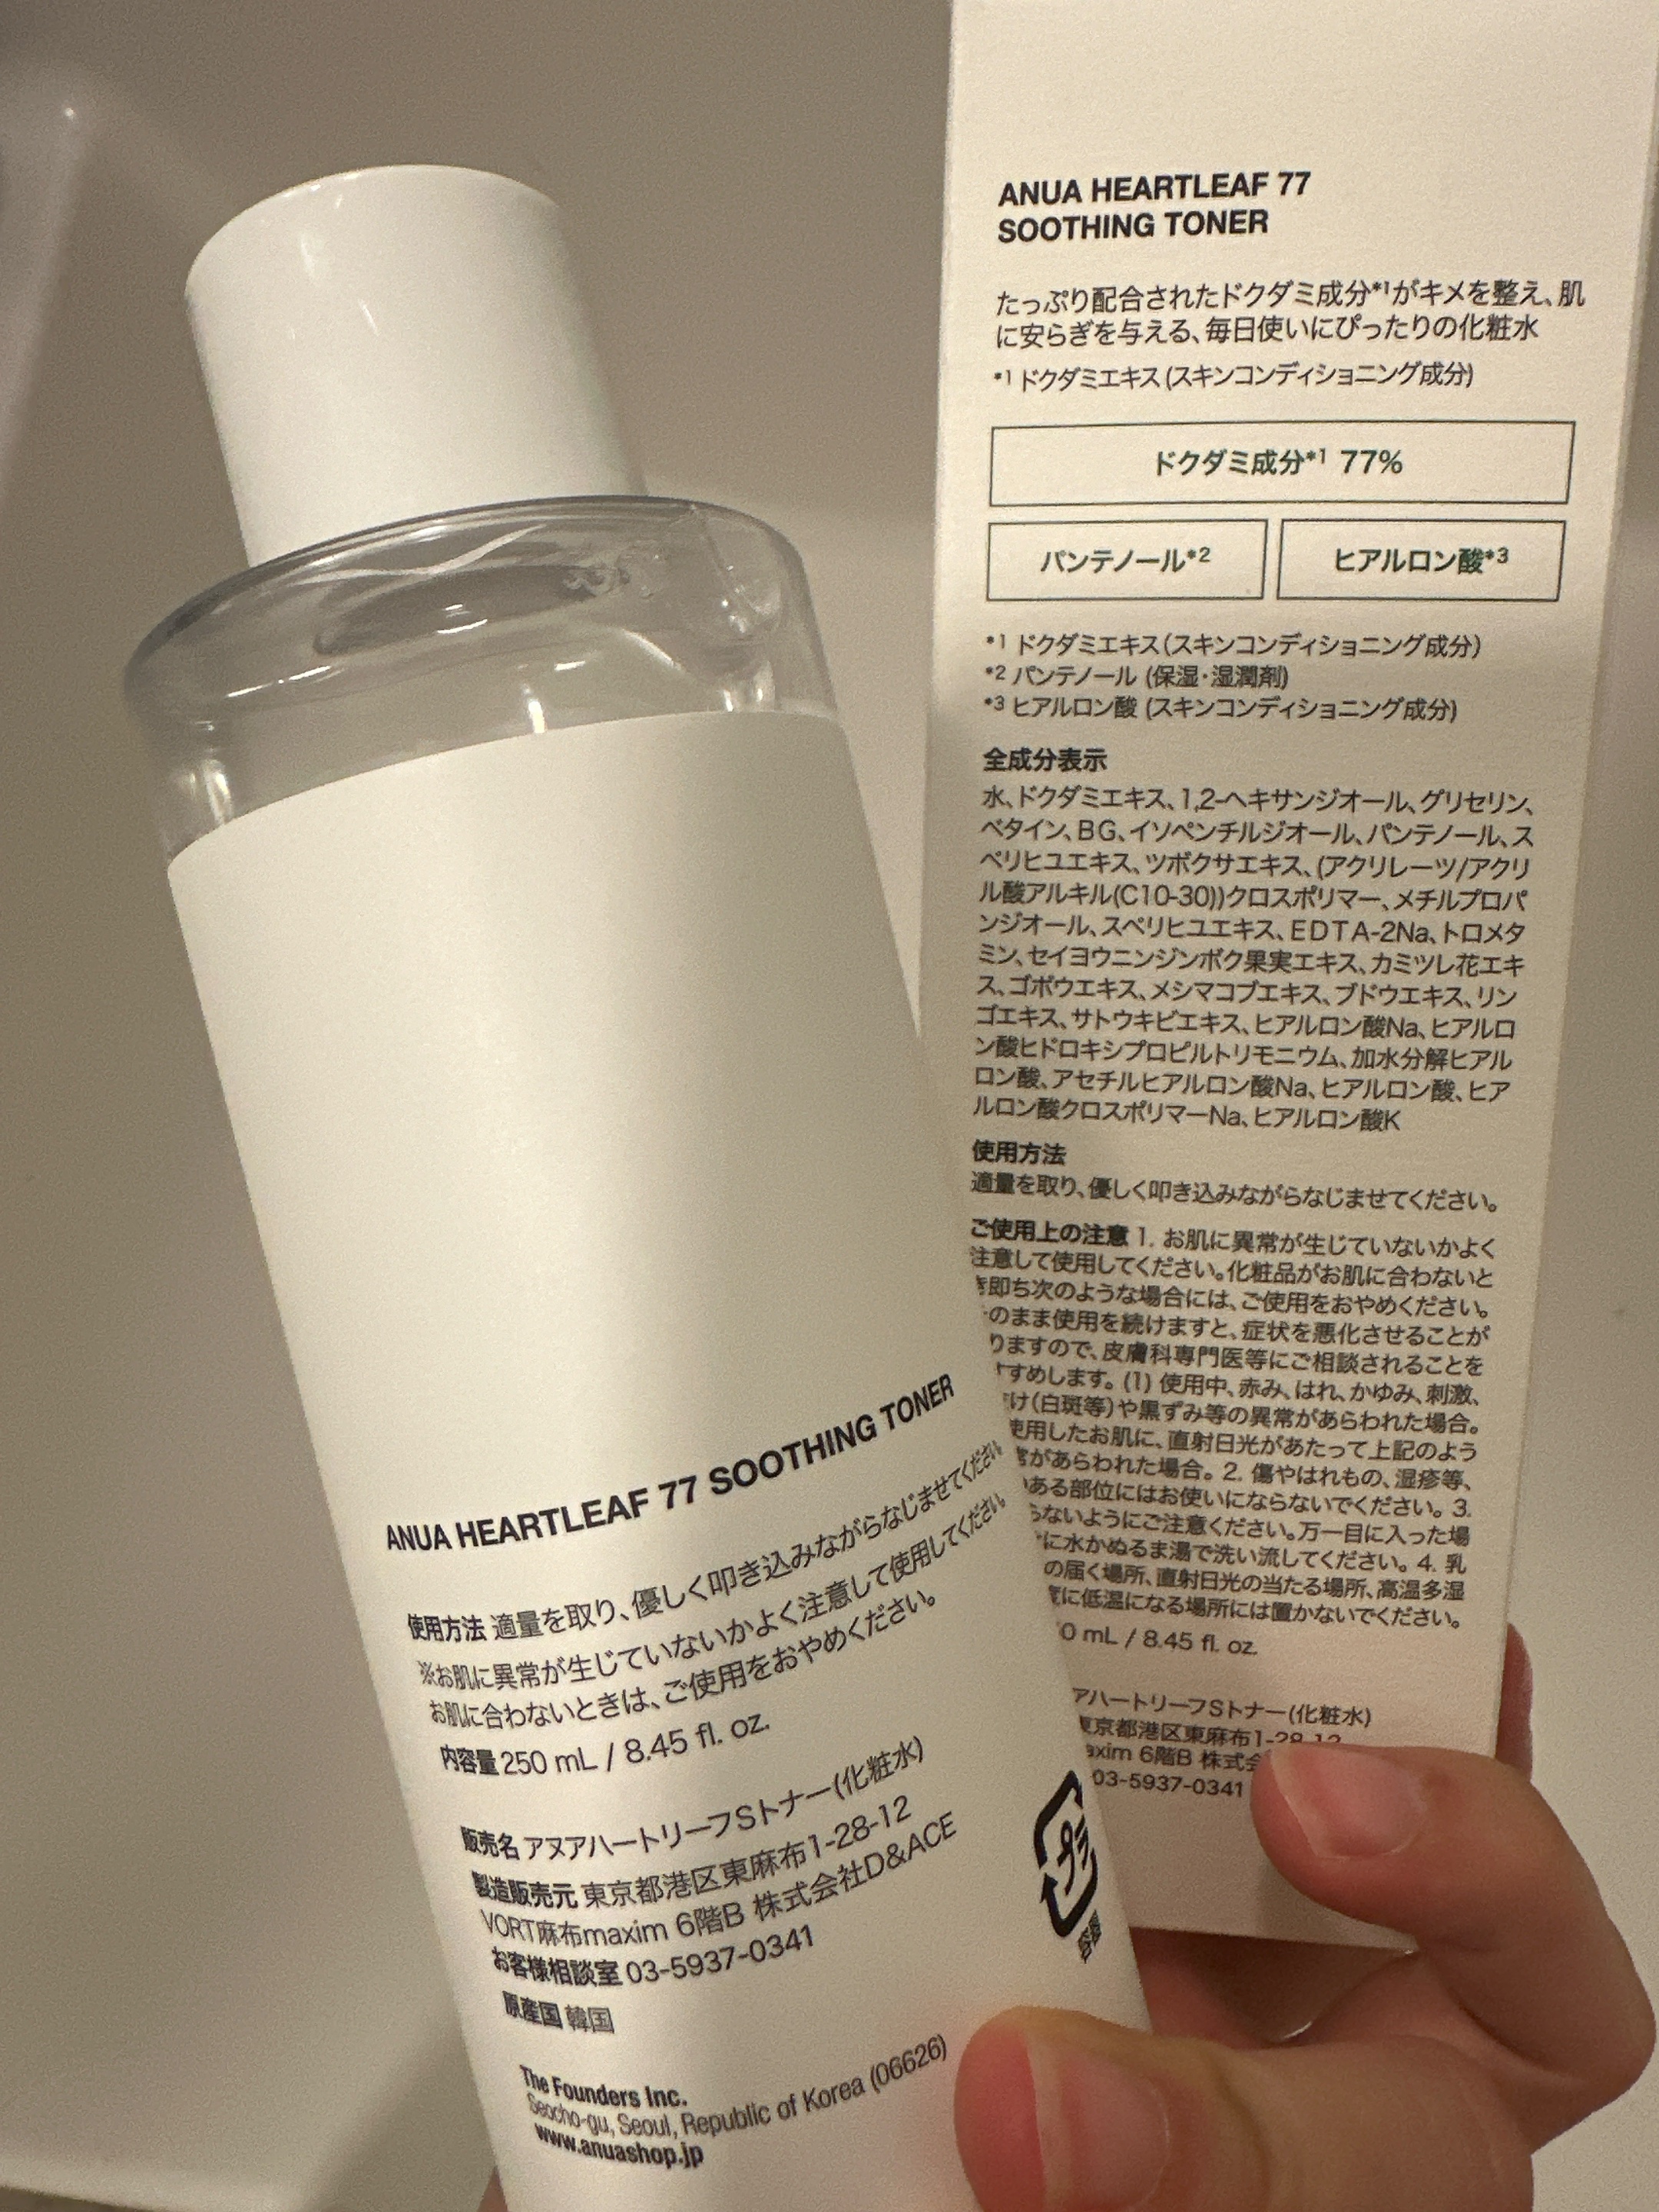 ANUA HEARTLEAF 77
SOOTHING TONER
たっぷり配合されたドクダミ成分*1がキメを整え、肌
に安らぎを与える、毎日使いにぴったりの化粧水
*1 ドクダミエキス(スキンコンディショニング成分)
ドクダミ成分*1 77%
パンテノール*2
ヒアルロン酸*3
*1 ドクダミエキス(スキンコンディショニング成分)
*2 パンテノール (保湿・湿潤剤)
*3 ヒアルロン酸 (スキンコンディショニング成分)
全成分表示
水、ドクダミエキス、1,2-ヘキサンジオール、グリセリン、
ベタイン、BG、イソペンチルジオール、パンテノール、ス
ベリヒユエキス、ツボクサエキス、(アクリレーツ/アクリ
ル酸アルキル(C10-30))クロスポリマー、メチルプロパ
ンジオール、スベリヒユエキス、EDTA-2Na、トロメタ
ミン、セイヨウニンジンボク果実エキス、カミツレ花エキ
ス、ゴボウエキス、メシマコブエキス、ブドウエキス、リン
ゴエキス、サトウキビエキス、ヒアルロン酸Na、ヒアルロ
ン酸ヒドロキシプロピルトリモニウム、加水分解ヒアル
ロン酸、アセチルヒアルロン酸Na、ヒアルロン酸、ヒア
ルロン酸クロスポリマーNa、ヒアルロン酸K
使用方法
適量を取り、優しく叩き込みながらなじませてください。
ご使用上の注意 1. お肌に異常が生じていないかよく
注意して使用してください。化粧品がお肌に合わないと
き即ち次のような場合には、ご使用をおやめください。
のまま使用を続けますと、症状を悪化させることが
りますので、皮膚科専門医等にご相談されることを
すすめします。(1) 使用中、赤み、はれ、かゆみ、刺激、
け(白斑等)や黒ずみ等の異常があらわれた場合。
使用したお肌に、直射日光があたって上記のよう
常があらわれた場合。2. 傷やはれもの、湿疹等、
ある部位にはお使いにならないでください。3.
らないようにご注意ください。万一目に入った場
に水かぬるま湯で洗い流してください。4. 乳
の届く場所、直射日光の当たる場所、高温多湿
に低温になる場所には置かないでください。
0 mL / 8.45 fl. oz.
アハートリーフSトナー(化粧水)
東京都港区東麻布1-28-12
axim 6階B 株式会
03-5937-0341
ANUA HEARTLEAF 77 SOOTHING TONER
使用方法 適量を取り、優しく叩き込みながらなじませてください
※お肌に異常が生じていないかよく注意して使用してください
お肌に合わないときは、ご使用をおやめください。
内容量 250 mL / 8.45 fl. oz.
販売名 アヌアハートリーフSトナー(化粧水)
製造販売元 東京都港区東麻布1-28-12
VORT麻布maxim 6階B 株式会社D&ACE
お客様相談室 03-5937-0341
原産国 韓国
The Founders Inc.
Seocho-gu, Seoul, Republic of Korea (06626)
www.anuashop.jp
プラ
容器